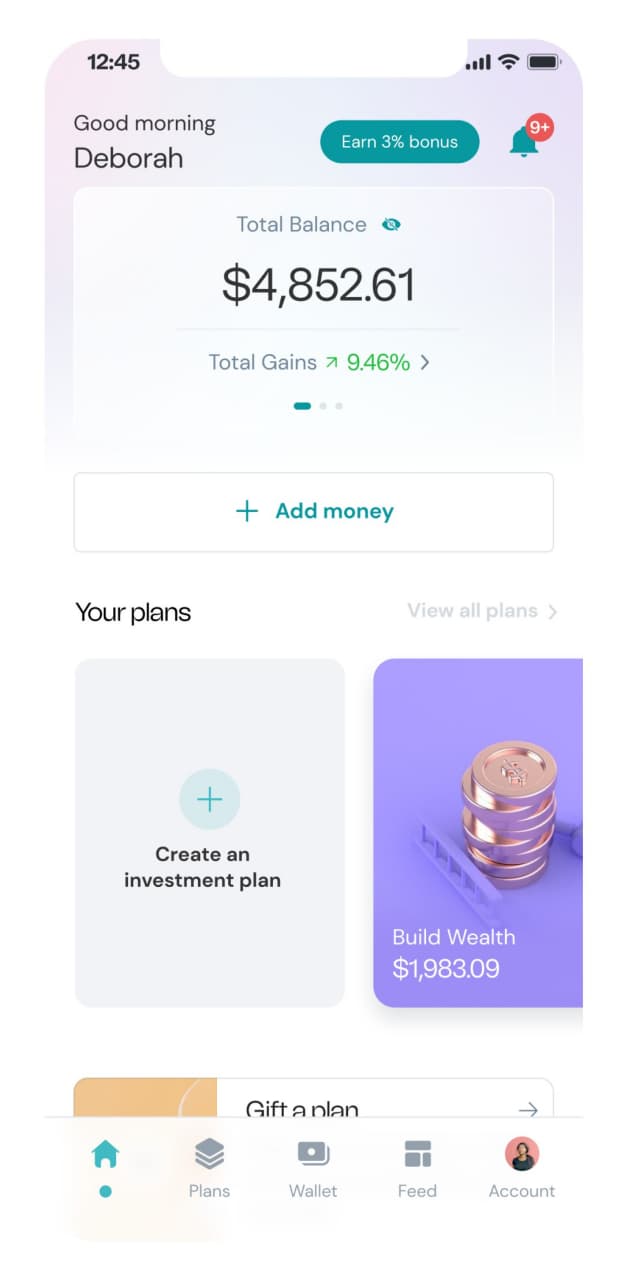 12:45
Good morning
Deborah
Earn 3% bonus
9+
Total Balance
$4,852.61
Total Gains 9.46%
Add money
Your plans
View all plans
Create an
investment plan
Build Wealth
$1,983.09
Gift a plan
Plans
Wallet
Feed
Account